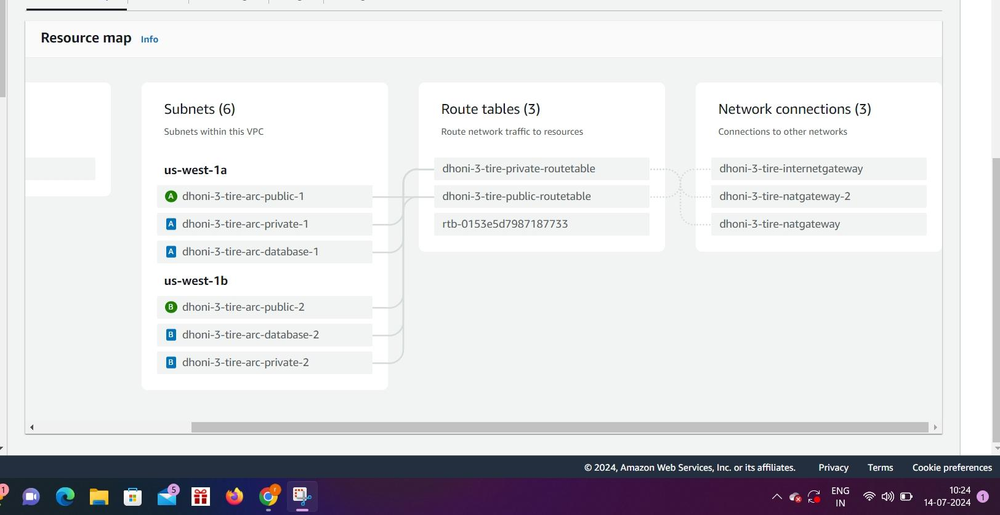 Resource map Info
Subnets (6)
Subnets within this VPC
us-west-1a
A dhoni-3-tire-arc-public-1
A dhoni-3-tire-arc-private-1
A dhoni-3-tire-arc-database-1
us-west-1b
B dhoni-3-tire-arc-public-2
B dhoni-3-tire-arc-database-2
B dhoni-3-tire-arc-private-2
Route tables (3)
Route network traffic to resources
dhoni-3-tire-private-routetable
dhoni-3-tire-public-routetable
rtb-0153e5d7987187733
Network connections (3)
Connections to other networks
dhoni-3-tire-internetgateway
dhoni-3-tire-natgateway-2
dhoni-3-tire-natgateway
© 2024, Amazon Web Services, Inc. or its affiliates. Privacy Terms Cookie preferences
1
5
r
ENG
IN
10:24
14-07-2024
1